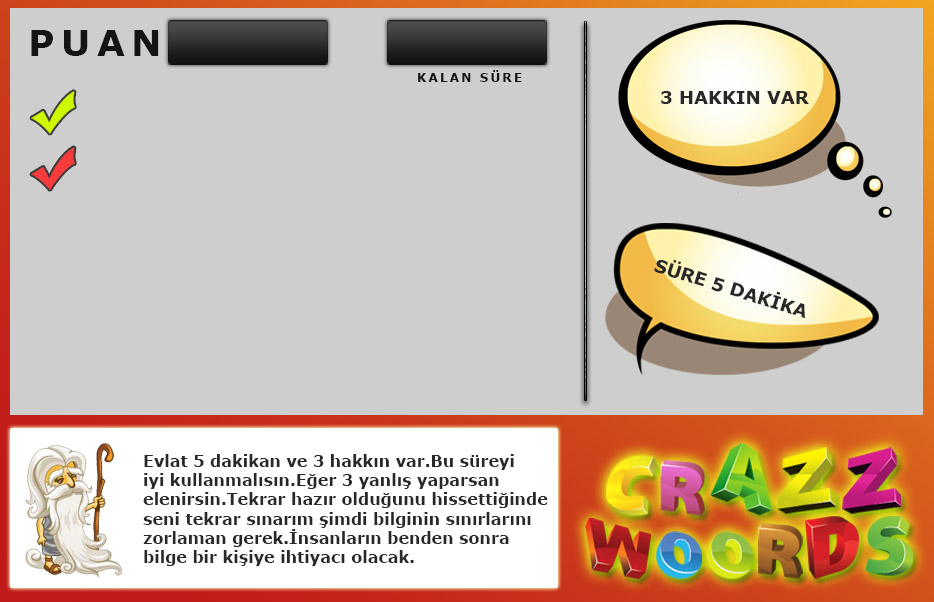 PUAN
KALAN SÜRE
3 HAKKIN VAR
SÜRE 5 DAKİKA
Evlat 5 dakikan ve 3 hakkın var.Bu süreyi
iyi kullanmalısın.Eğer 3 yanlış yaparsan
elenirsin.Tekrar hazır olduğunu hissettiğinde
seni tekrar sınarım şimdi bilginin sınırlarını
zorlaman gerek.İnsanların benden sonra
bilge bir kişiye ihtiyacı olacak.
CRAZZ
WOORDS